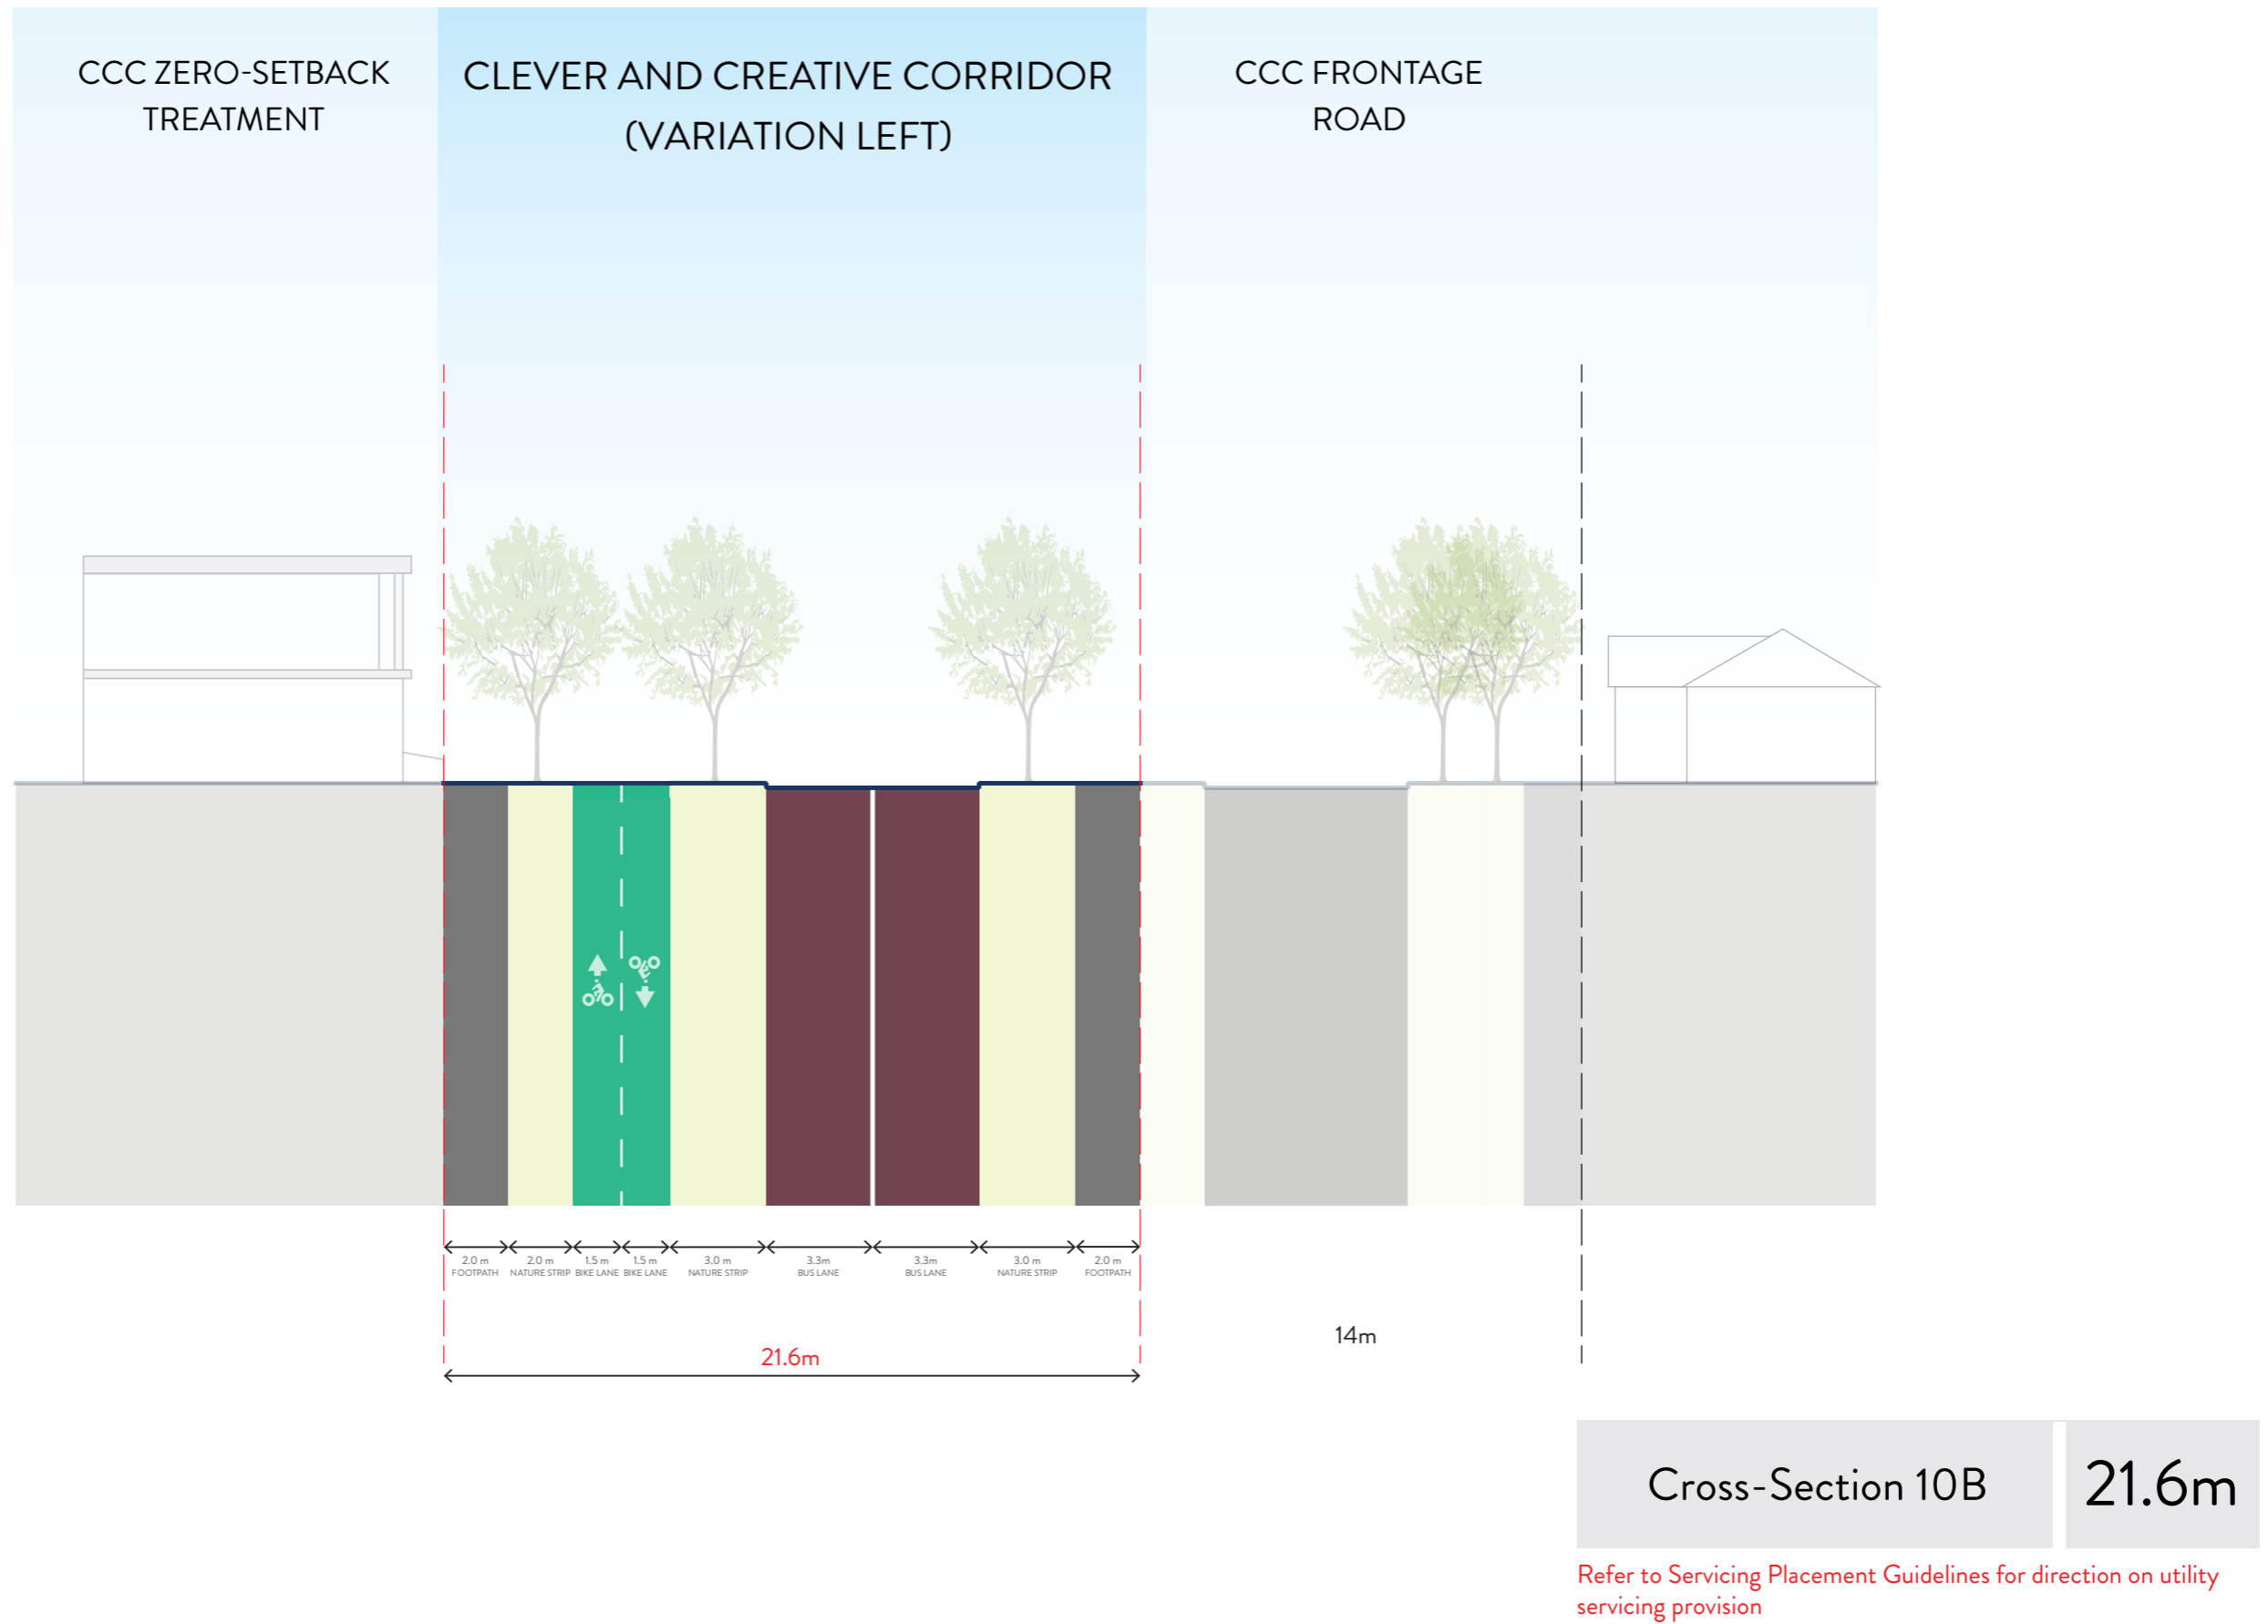 CCC ZERO-SETBACK
TREATMENT
CLEVER AND CREATIVE CORRIDOR
(VARIATION LEFT)
CCC FRONTAGE
ROAD
2.0 m
FOOTPATH
2.0 m
NATURE STRIP
1.5 m
BIKE LANE
1.5 m
BIKE LANE
3.0 m
NATURE STRIP
3.3m
BUS LANE
3.3m
BUS LANE
3.0 m
NATURE STRIP
2.0 m
FOOTPATH
14m
21.6m
Cross-Section 10B
21.6m
Refer to Servicing Placement Guidelines for direction on utility
servicing provision